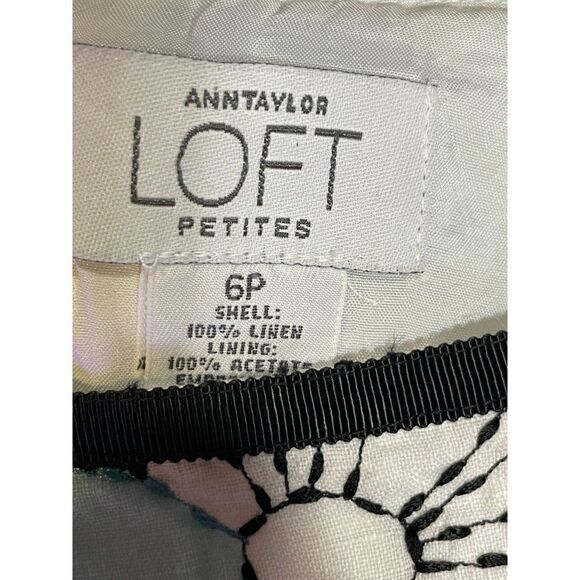 ANNTAYLOR
LOFT
PETITES
6P
SHELL:
100% LINEN
LINING:
100% ACETATE